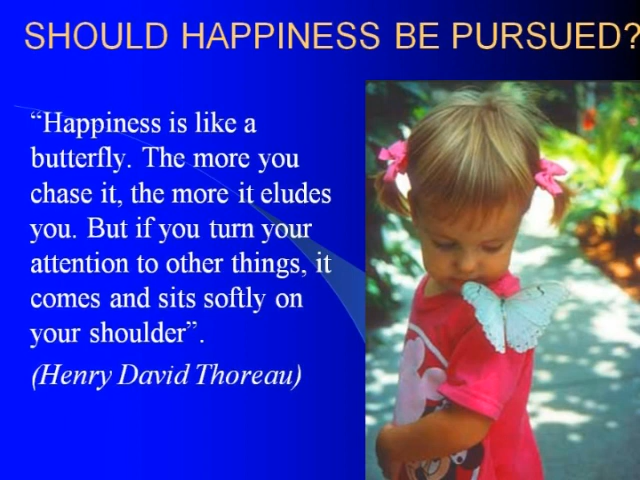 SHOULD HAPPINESS BE PURSUED?
“Happiness is like a
butterfly. The more you
chase it, the more it eludes
you. But if you turn your
attention to other things, it
comes and sits softly on
your shoulder”.
(Henry David Thoreau)